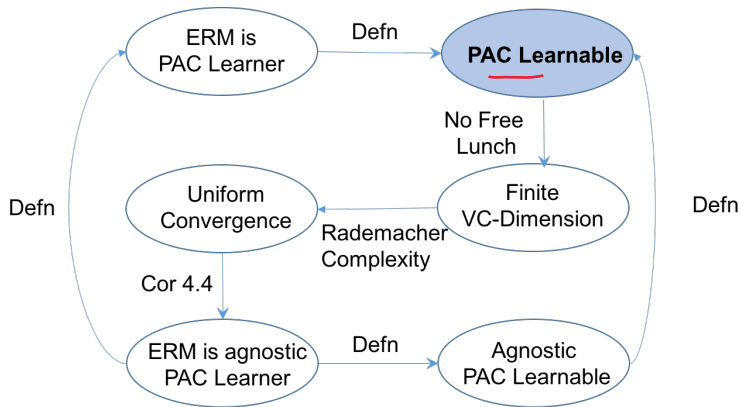 ERM is
PAC Learner
Defn
PAC Learnable
No Free
Lunch
Defn
Uniform
Convergence
Finite
VC-Dimension
Defn
Rademacher
Complexity
Cor 4.4
ERM is agnostic
PAC Learner
Defn
Agnostic
PAC Learnable